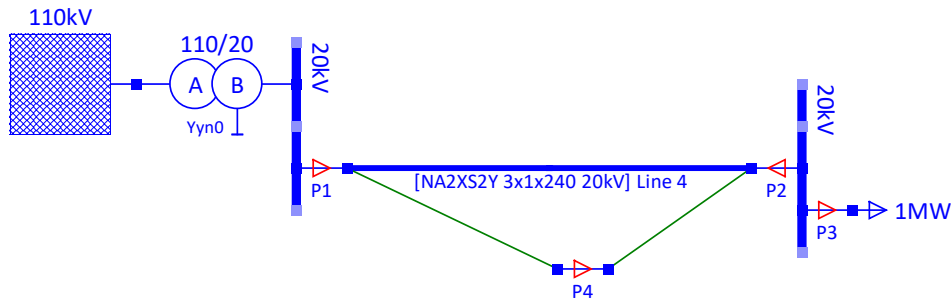 110kV
110/20
A
B
Yyn0
20kV
P1
[NA2XS2Y 3x1x240 20kV] Line 4
P2
20kV
P3
1MW
P4